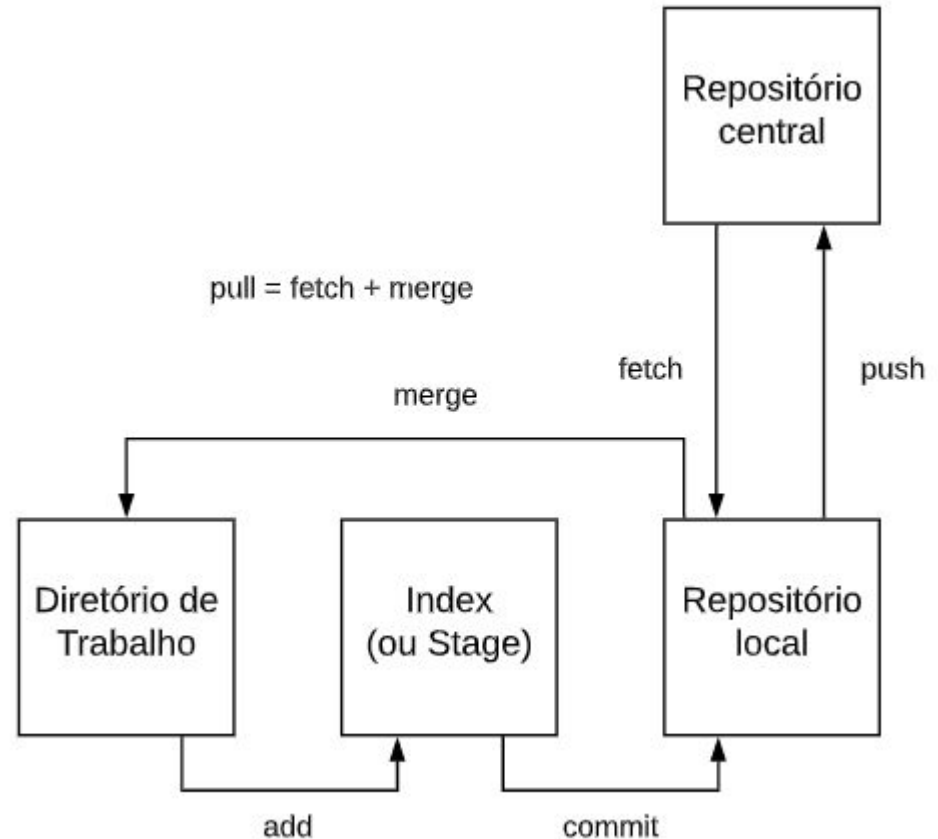 Repositório
central
pull = fetch + merge
fetch
push
merge
Diretório de
Trabalho
Index
(ou Stage)
Repositório
local
add
commit